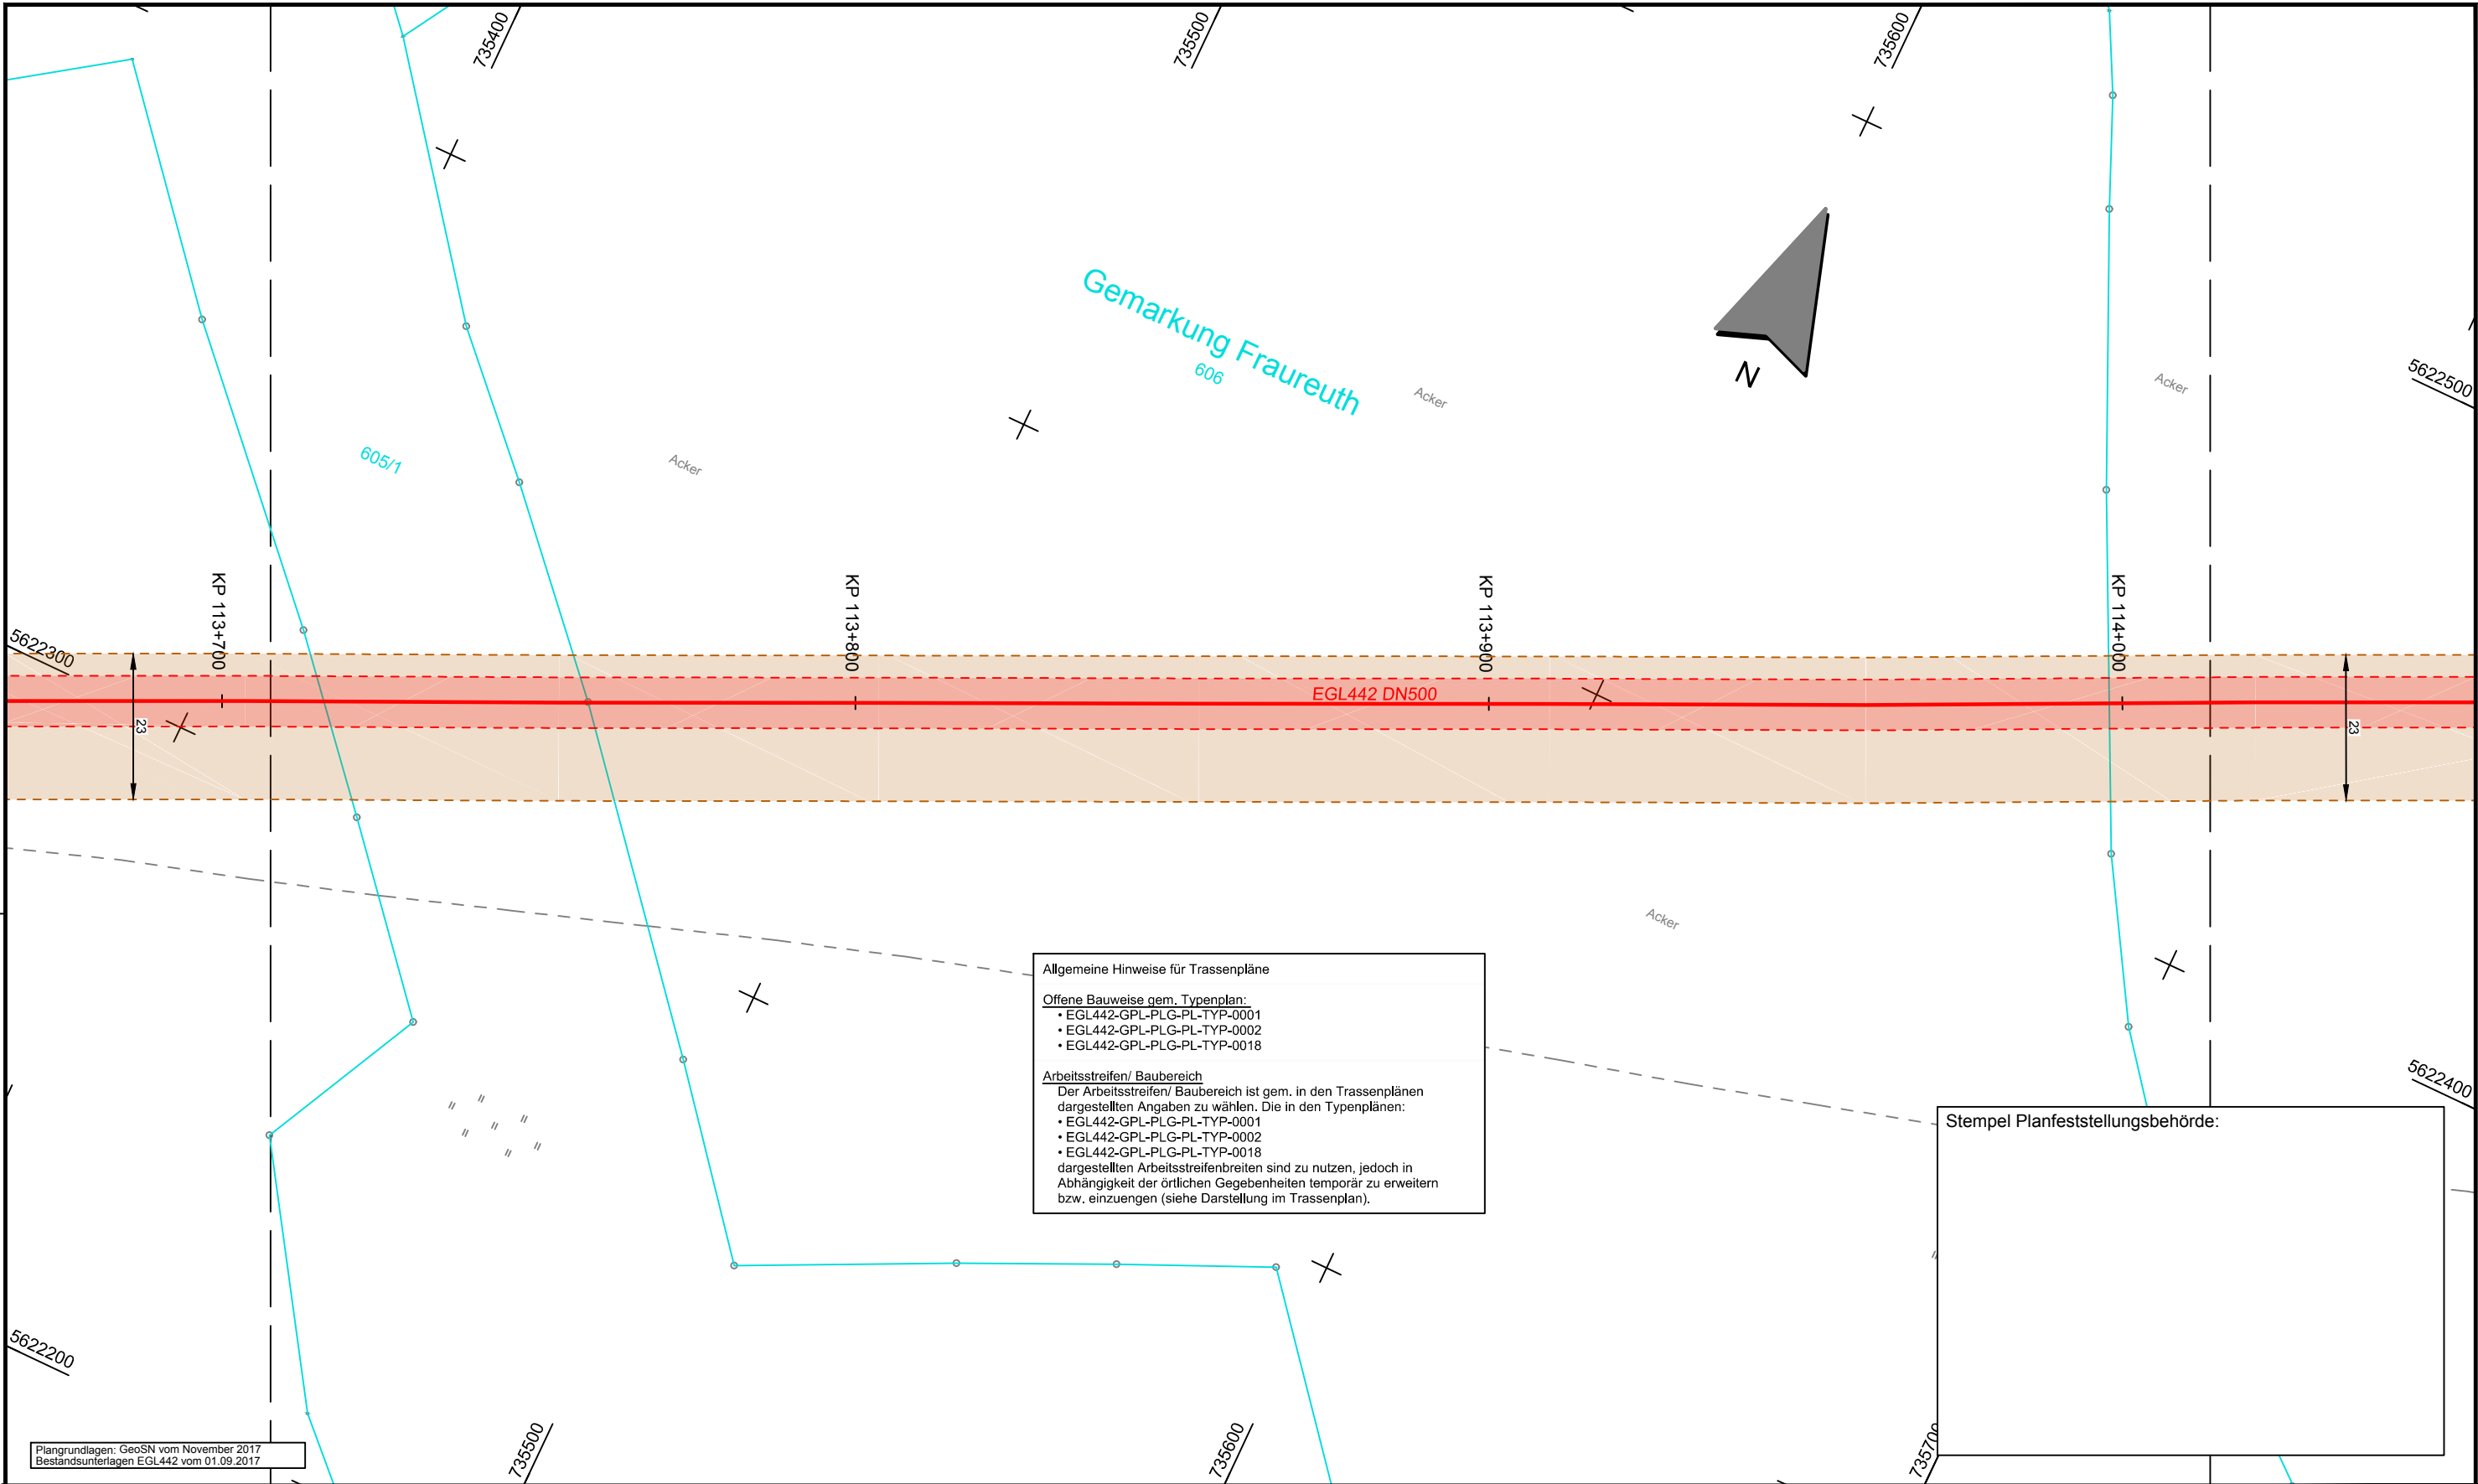 735400
735500
735600
Gemarkung Fraureuth
606
N
Acker
Acker
5622500
605/1
Acker
KP 113+700
KP 113+800
KP 113+900
KP 114+000
5622300
EGL442 DN500
23
23
Acker
Allgemeine Hinweise für Trassenpläne
Offene Bauweise gem. Typenplan:
• EGL442-GPL-PLG-PL-TYP-0001
• EGL442-GPL-PLG-PL-TYP-0002
• EGL442-GPL-PLG-PL-TYP-0018
Arbeitsstreifen/ Baubereich
Der Arbeitsstreifen/ Baubereich ist gem. in den Trassenplänen
dargestellten Angaben zu wählen. Die in den Typenplänen:
• EGL442-GPL-PLG-PL-TYP-0001
• EGL442-GPL-PLG-PL-TYP-0002
• EGL442-GPL-PLG-PL-TYP-0018
dargestellten Arbeitsstreifenbreiten sind zu nutzen, jedoch in
Abhängigkeit der örtlichen Gegebenheiten temporär zu erweitern
bzw. einzuengen (siehe Darstellung im Trassenplan).
5622400
Stempel Planfeststellungsbehörde:
5622200
735500
735600
735700
Plangrundlagen: GeoSN vom November 2017
Bestandsunterlagen EGL442 vom 01.09.2017